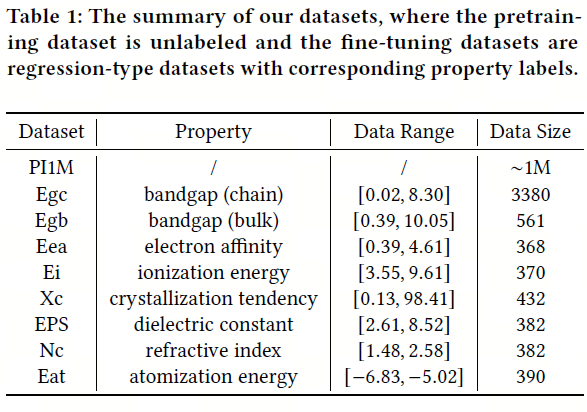 Table 1: The summary of our datasets, where the pretrain-
ing dataset is unlabeled and the fine-tuning datasets are
regression-type datasets with corresponding property labels.
Dataset Property Data Range Data Size
PI1M / / ~1M
Egc bandgap (chain) [0.02, 8.30] 3380
Egb bandgap (bulk) [0.39, 10.05] 561
Eea electron affinity [0.39, 4.61] 368
Ei ionization energy [3.55, 9.61] 370
Xc crystallization tendency [0.13, 98.41] 432
EPS dielectric constant [2.61, 8.52] 382
Nc refractive index [1.48, 2.58] 382
Eat atomization energy [−6.83, −5.02] 390